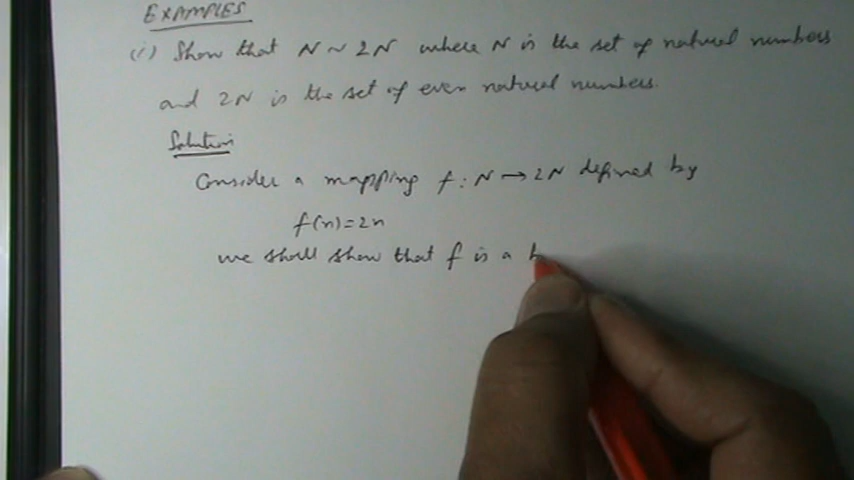 EXAMPLES
(i) Show that N ~ 2N where N is the set of natural numbers
and 2N is the set of even natural numbers.
Solution
Consider a mapping f : N → 2N defined by
f(n)=2n
we shall show that f is a b